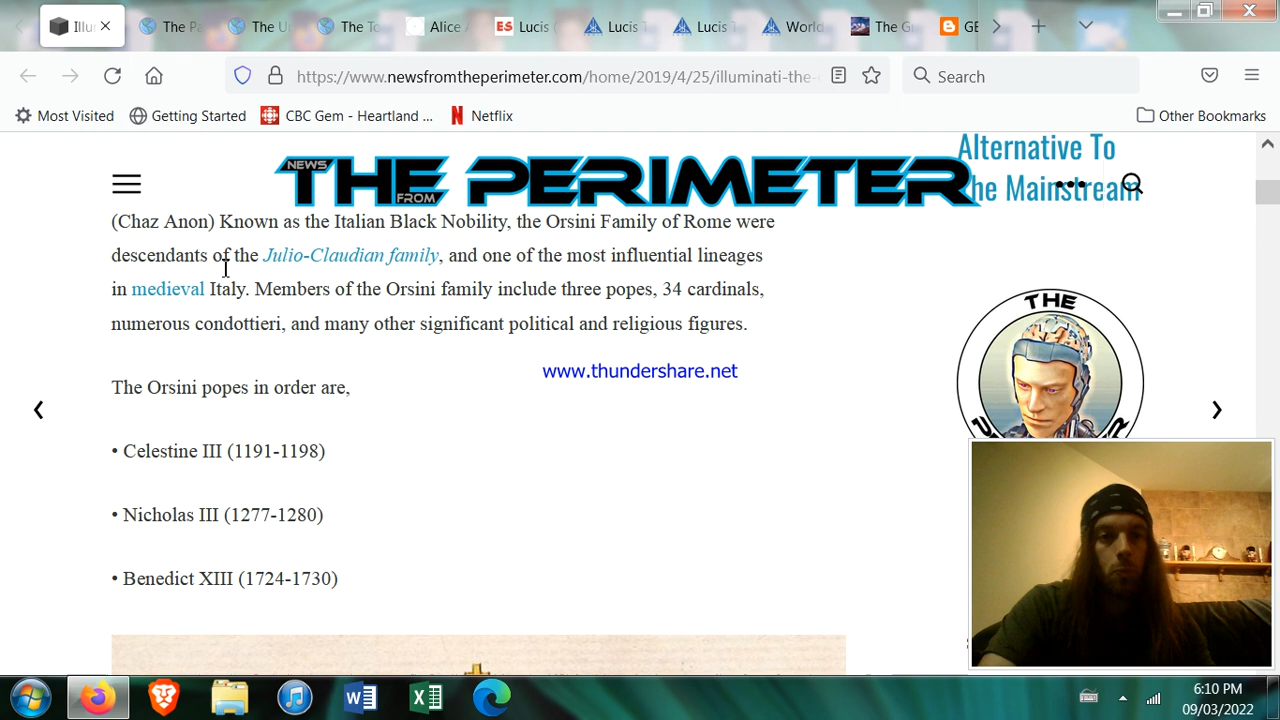 Illu
The Pa
The U
The To
Alice
Lucis
Lucis T
Lucis T
World
The Gr
GE
https://www.newsfromtheperimeter.com/home/2019/4/25/illuminati-the-
Search
Most Visited
Getting Started
CBC Gem - Heartland ...
Netflix
Other Bookmarks
NEWS FROM THE PERIMETER
Alternative To
The Mainstream
(Chaz Anon) Known as the Italian Black Nobility, the Orsini Family of Rome were
descendants of the Julio-Claudian family, and one of the most influential lineages
in medieval Italy. Members of the Orsini family include three popes, 34 cardinals,
numerous condottieri, and many other significant political and religious figures.
THE
www.thundershare.net
The Orsini popes in order are,
• Celestine III (1191-1198)
• Nicholas III (1277-1280)
• Benedict XIII (1724-1730)
6:10 PM
09/03/2022